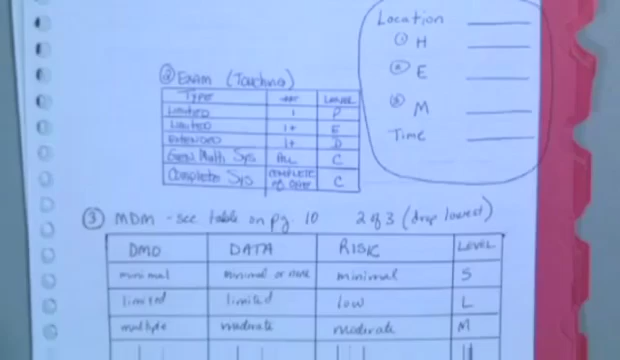 Location
① H
② E
③ M
Time
② EXAM (Touching)
TYPE LEVEL
LIMITED 1 P
LIMITED 1+ E
EXTENDED 1+ D
Gen Multi Sys ALL C
Complete Sys COMPLETE C
③ MDM - see table on pg. 10 2 of 3 (drop lowest)
DMO DATA RISK LEVEL
minimal minimal or none minimal S
limited limited low L
multiple moderate moderate M